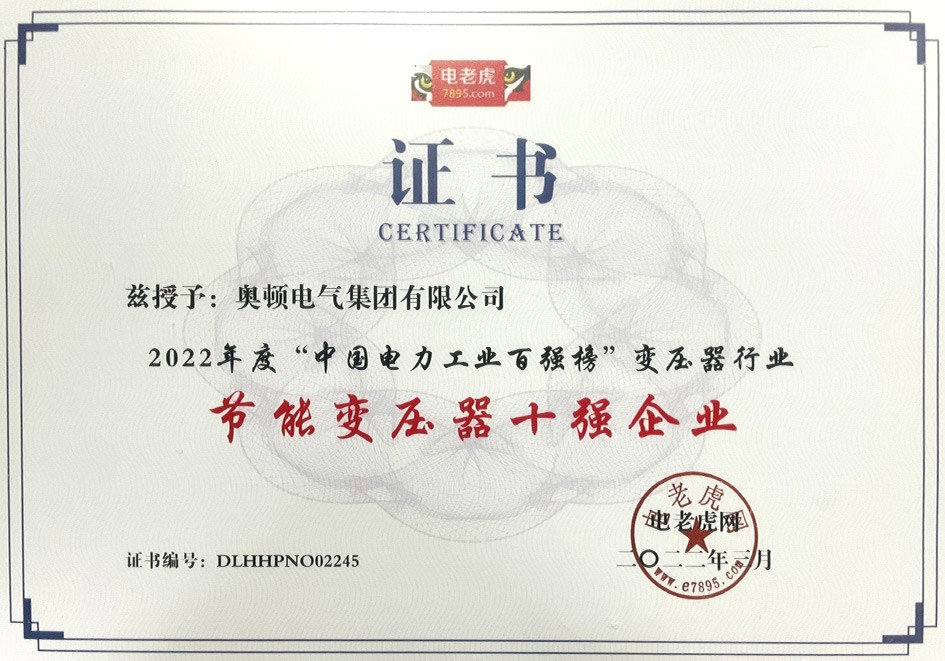 电老虎
7895.com
证书
CERTIFICATE
兹授予：奥顿电气集团有限公司
2022年度“中国电力工业百强榜”变压器行业
节能变压器十强企业
电老虎网
电老虎网
二〇二二年三月
www.e7895.com
证书编号：DLHHPNO02245